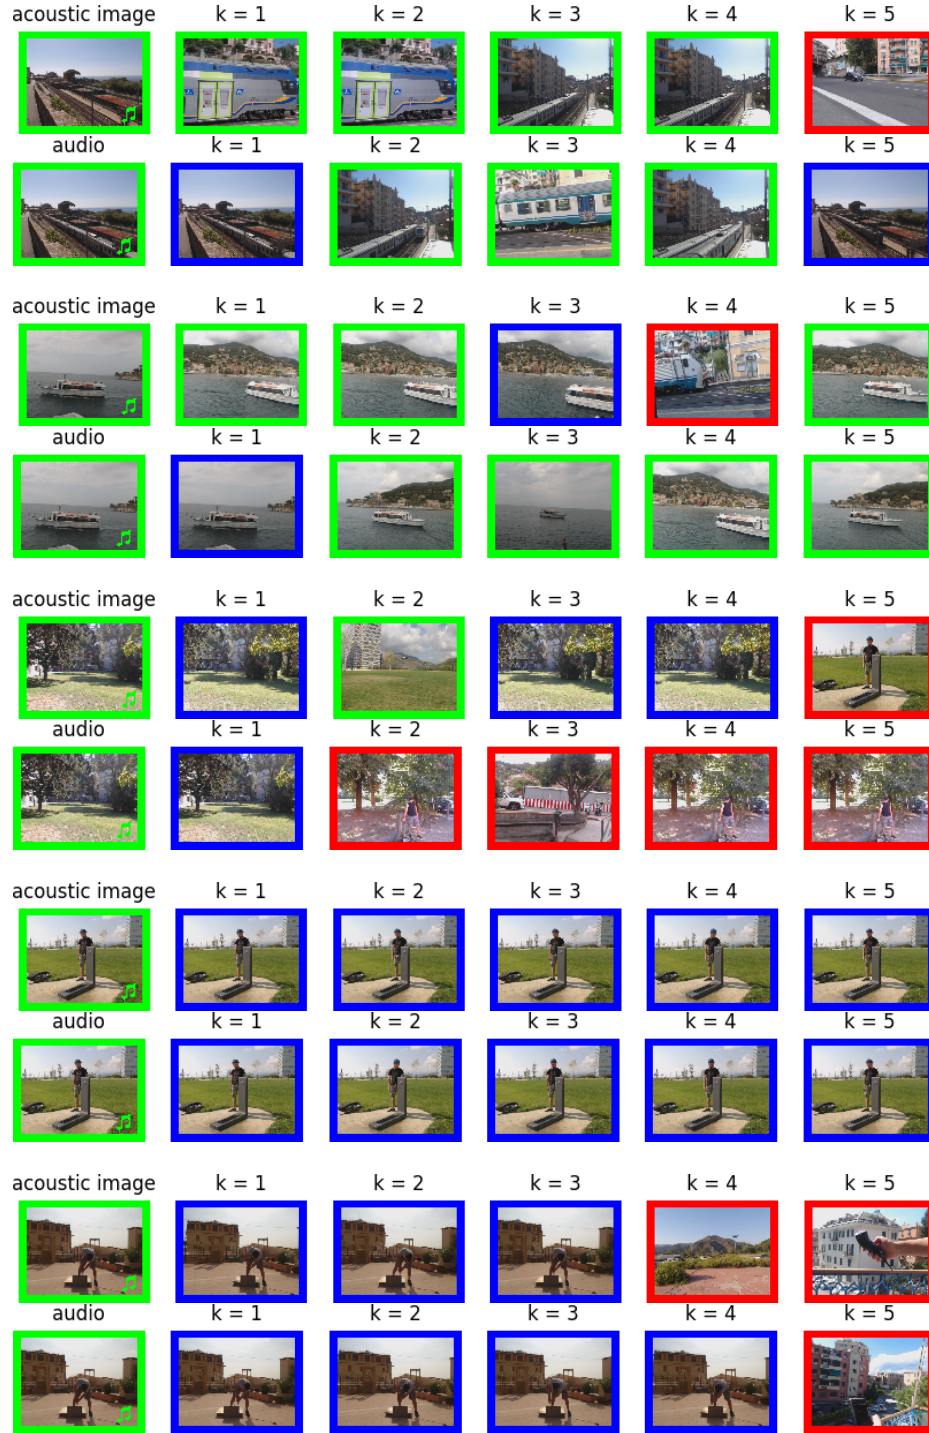 acoustic image k = 1 k = 2 k = 3 k = 4 k = 5
audio k = 1 k = 2 k = 3 k = 4 k = 5
acoustic image k = 1 k = 2 k = 3 k = 4 k = 5
audio k = 1 k = 2 k = 3 k = 4 k = 5
acoustic image k = 1 k = 2 k = 3 k = 4 k = 5
audio k = 1 k = 2 k = 3 k = 4 k = 5
acoustic image k = 1 k = 2 k = 3 k = 4 k = 5
audio k = 1 k = 2 k = 3 k = 4 k = 5
acoustic image k = 1 k = 2 k = 3 k = 4 k = 5
audio k = 1 k = 2 k = 3 k = 4 k = 5